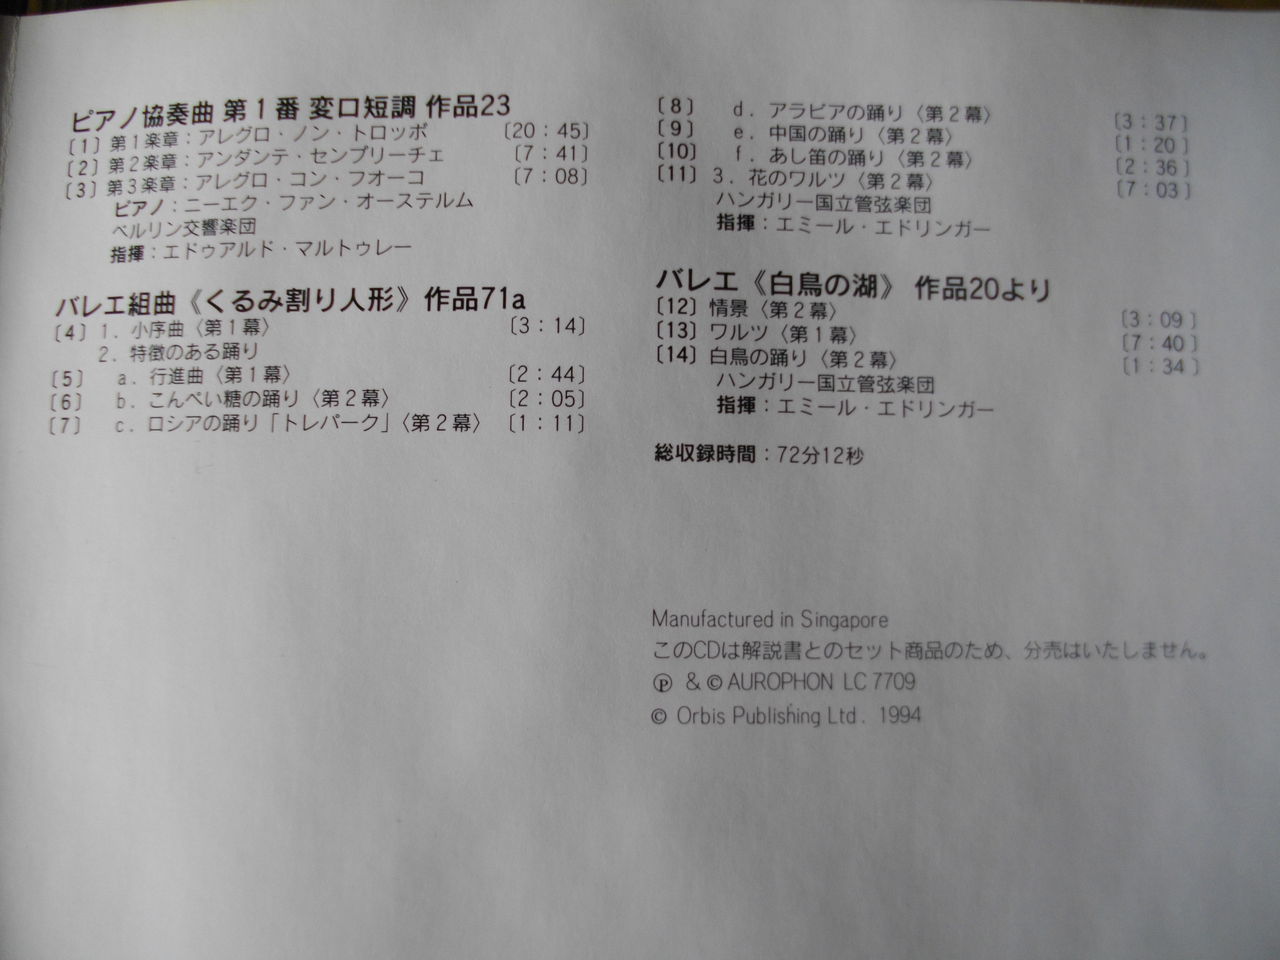 ピアノ協奏曲 第1番 変ロ短調 作品23
〔1〕第1楽章：アレグロ・ノン・トロッポ 〔20：45〕
〔2〕第2楽章：アンダンテ・センプリーチェ 〔7：41〕
〔3〕第3楽章：アレグロ・コン・フオーコ 〔7：08〕
ピアノ：ニーエク・ファン・オーステルム
ベルリン交響楽団
指揮：エドゥアルド・マルトゥレー
バレエ組曲《くるみ割り人形》作品71a
〔4〕1．小序曲〈第1幕〉 〔3：14〕
2．特徴のある踊り
〔5〕 a．行進曲〈第1幕〉 〔2：44〕
〔6〕 b．こんぺい糖の踊り〈第2幕〉 〔2：05〕
〔7〕 c．ロシアの踊り「トレパーク」〈第2幕〉 〔1：11〕
〔8〕 d．アラビアの踊り〈第2幕〉 〔3：37〕
〔9〕 e．中国の踊り〈第2幕〉 〔1：20〕
〔10〕 f．あし笛の踊り〈第2幕〉 〔2：36〕
〔11〕3．花のワルツ〈第2幕〉 〔7：03〕
ハンガリー国立管弦楽団
指揮：エミール・エドリンガー
バレエ《白鳥の湖》 作品20より
〔12〕情景〈第2幕〉 〔3：09〕
〔13〕ワルツ〈第1幕〉 〔7：40〕
〔14〕白鳥の踊り〈第2幕〉 〔1：34〕
ハンガリー国立管弦楽団
指揮：エミール・エドリンガー
総収録時間：72分12秒
Manufactured in Singapore
このCDは解説書とのセット商品のため、分売はいたしません。
Ⓟ & © AUROPHON LC 7709
© Orbis Publishing Ltd. 1994